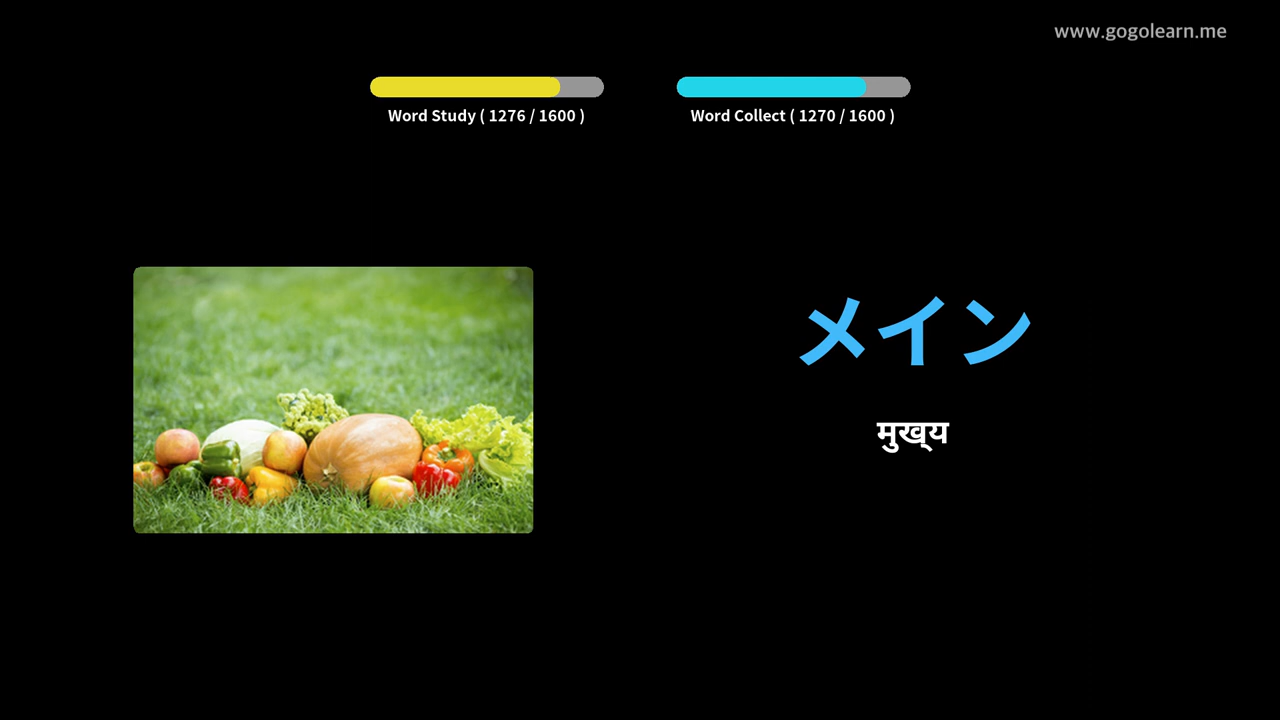 www.gogolearn.me
Word Study ( 1276 / 1600 )
Word Collect ( 1270 / 1600 )
メイン
मुख्य